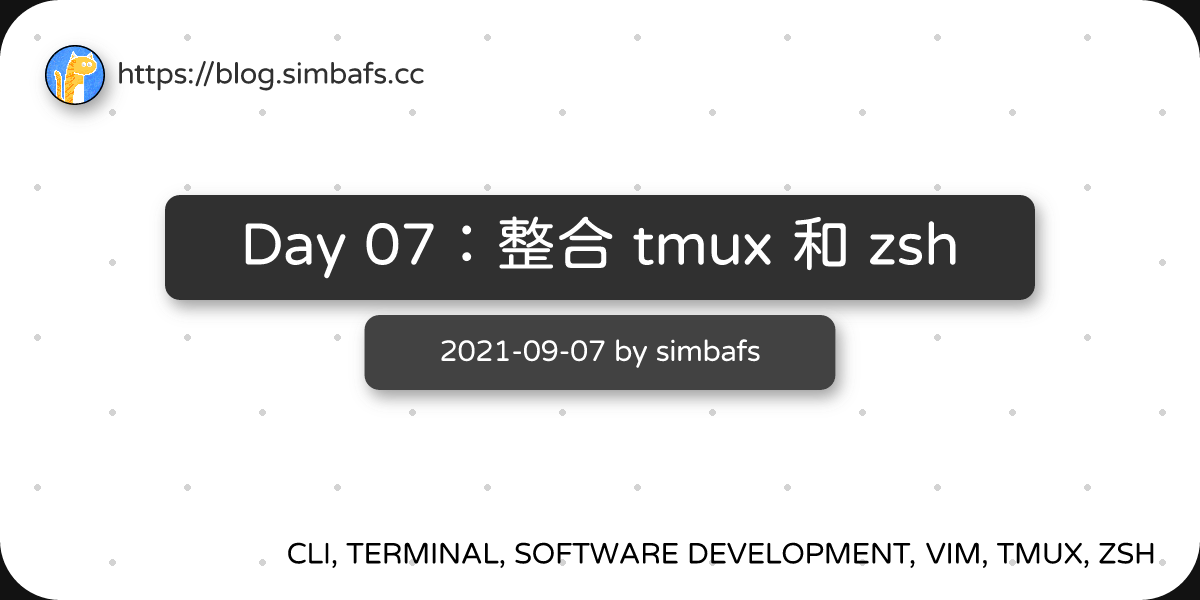 https://blog.simbafs.cc
Day 07：整合 tmux 和 zsh
2021-09-07 by simbafs
CLI, TERMINAL, SOFTWARE DEVELOPMENT, VIM, TMUX, ZSH